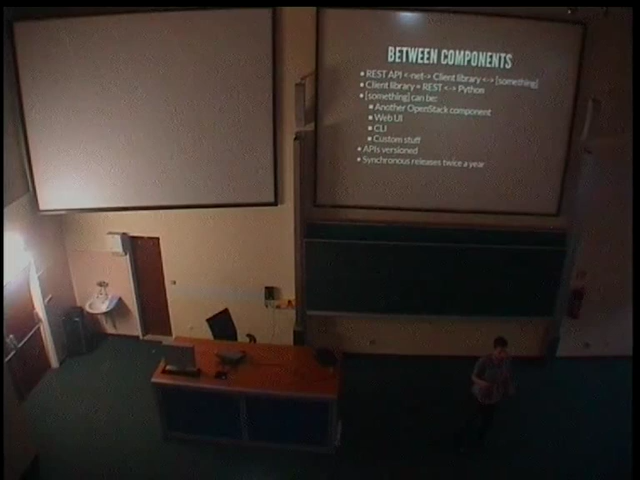 BETWEEN COMPONENTS
• REST API <-net-> Client library <-> [something]
• Client library = REST <-> Python
• [something] can be:
▪ Another OpenStack component
▪ Web UI
▪ CLI
▪ Custom stuff
• APIs versioned
• Synchronous releases twice a year